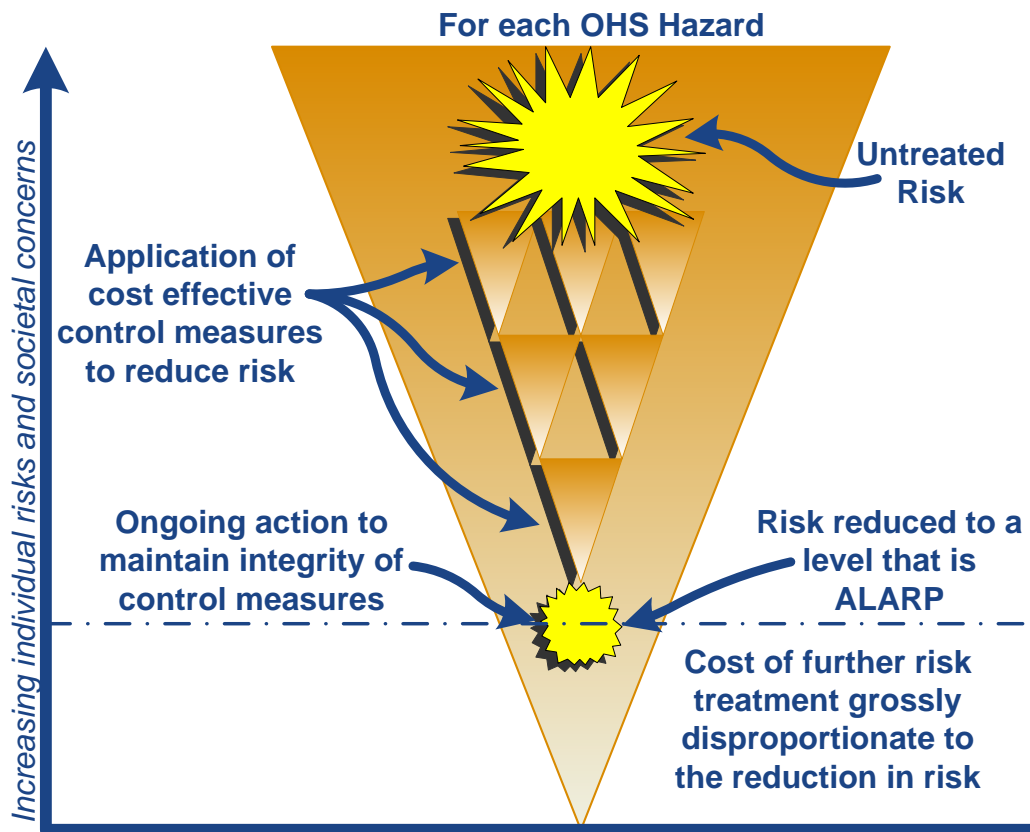 For each OHS Hazard
Untreated
Risk
Increasing individual risks and societal concerns
Application of
cost effective
control measures
to reduce risk
Ongoing action to
maintain integrity of
control measures
Risk reduced to a
level that is
ALARP
Cost of further risk
treatment grossly
disproportionate to
the reduction in risk